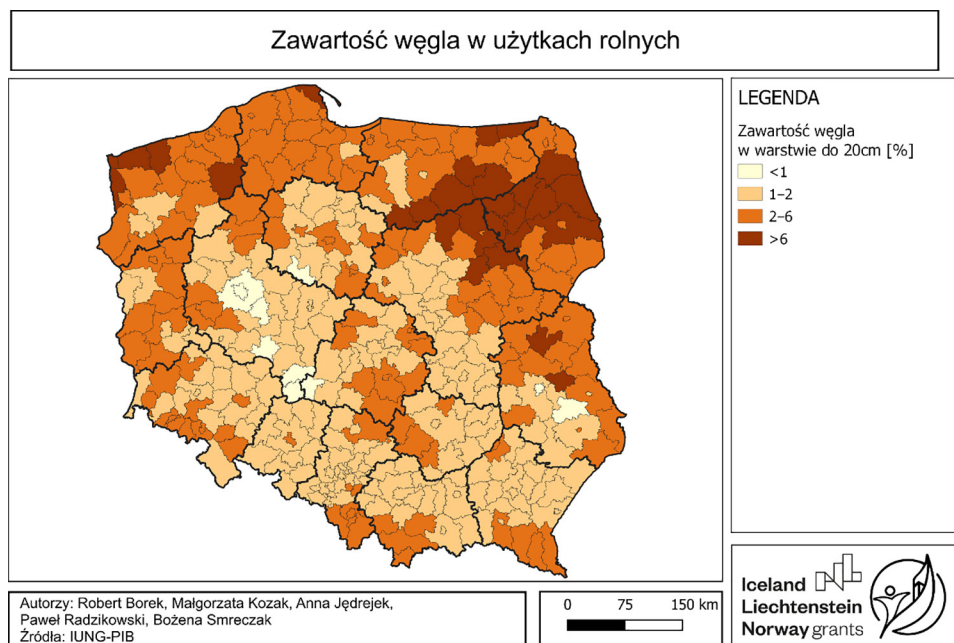 Zawartość węgla w użytkach rolnych
LEGENDA
Zawartość węgla
w warstwie do 20cm [%]
<1
1–2
2–6
>6
Autorzy: Robert Borek, Małgorzata Kozak, Anna Jędrejek,
Paweł Radzikowski, Bożena Smreczak
Źródła: IUNG-PIB
0 75 150 km
Iceland
Liechtenstein
Norway grants